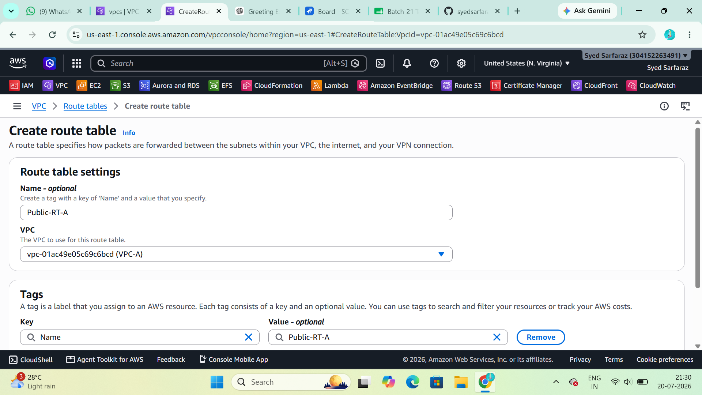 (9) Whats
vpcs | VPC
CreateRou
Greeting E
Board
Batch-21
syedsarfar
Ask Gemini
us-east-1.console.aws.amazon.com/vpcconsole/home?region=us-east-1#CreateRouteTable:VpcId=vpc-01ac49e05c69c6bcd
aws
Search
[Alt+S]
United States (N. Virginia)
Syed Sarfaraz (304152263491)
Syed Sarfaraz
IAM VPC EC2 S3 Aurora and RDS EFS CloudFormation Lambda Amazon EventBridge Route 53 Certificate Manager CloudFront CloudWatch
VPC > Route tables > Create route table
Create route table Info
A route table specifies how packets are forwarded between the subnets within your VPC, the internet, and your VPN connection.
Route table settings
Name - optional
Create a tag with a key of 'Name' and a value that you specify.
Public-RT-A
VPC
The VPC to use for this route table.
vpc-01ac49e05c69c6bcd (VPC-A)
Tags
A tag is a label that you assign to an AWS resource. Each tag consists of a key and an optional value. You can use tags to search and filter your resources or track your AWS costs.
Key
Value - optional
Name
Public-RT-A
Remove
CloudShell Agent Toolkit for AWS Feedback Console Mobile App
© 2026, Amazon Web Services, Inc. or its affiliates. Privacy Terms Cookie preferences
3
28°C
Light rain
Search
ENG
IN
21:30
20-07-2026